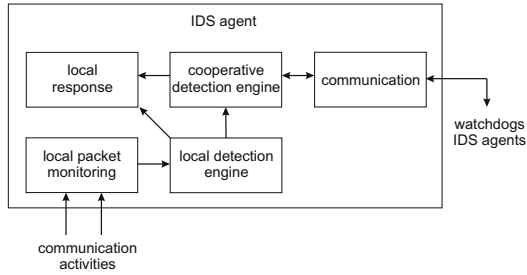 IDS agent
local
response
cooperative
detection engine
communication
watchdogs
IDS agents
local packet
monitoring
local detection
engine
communication
activities